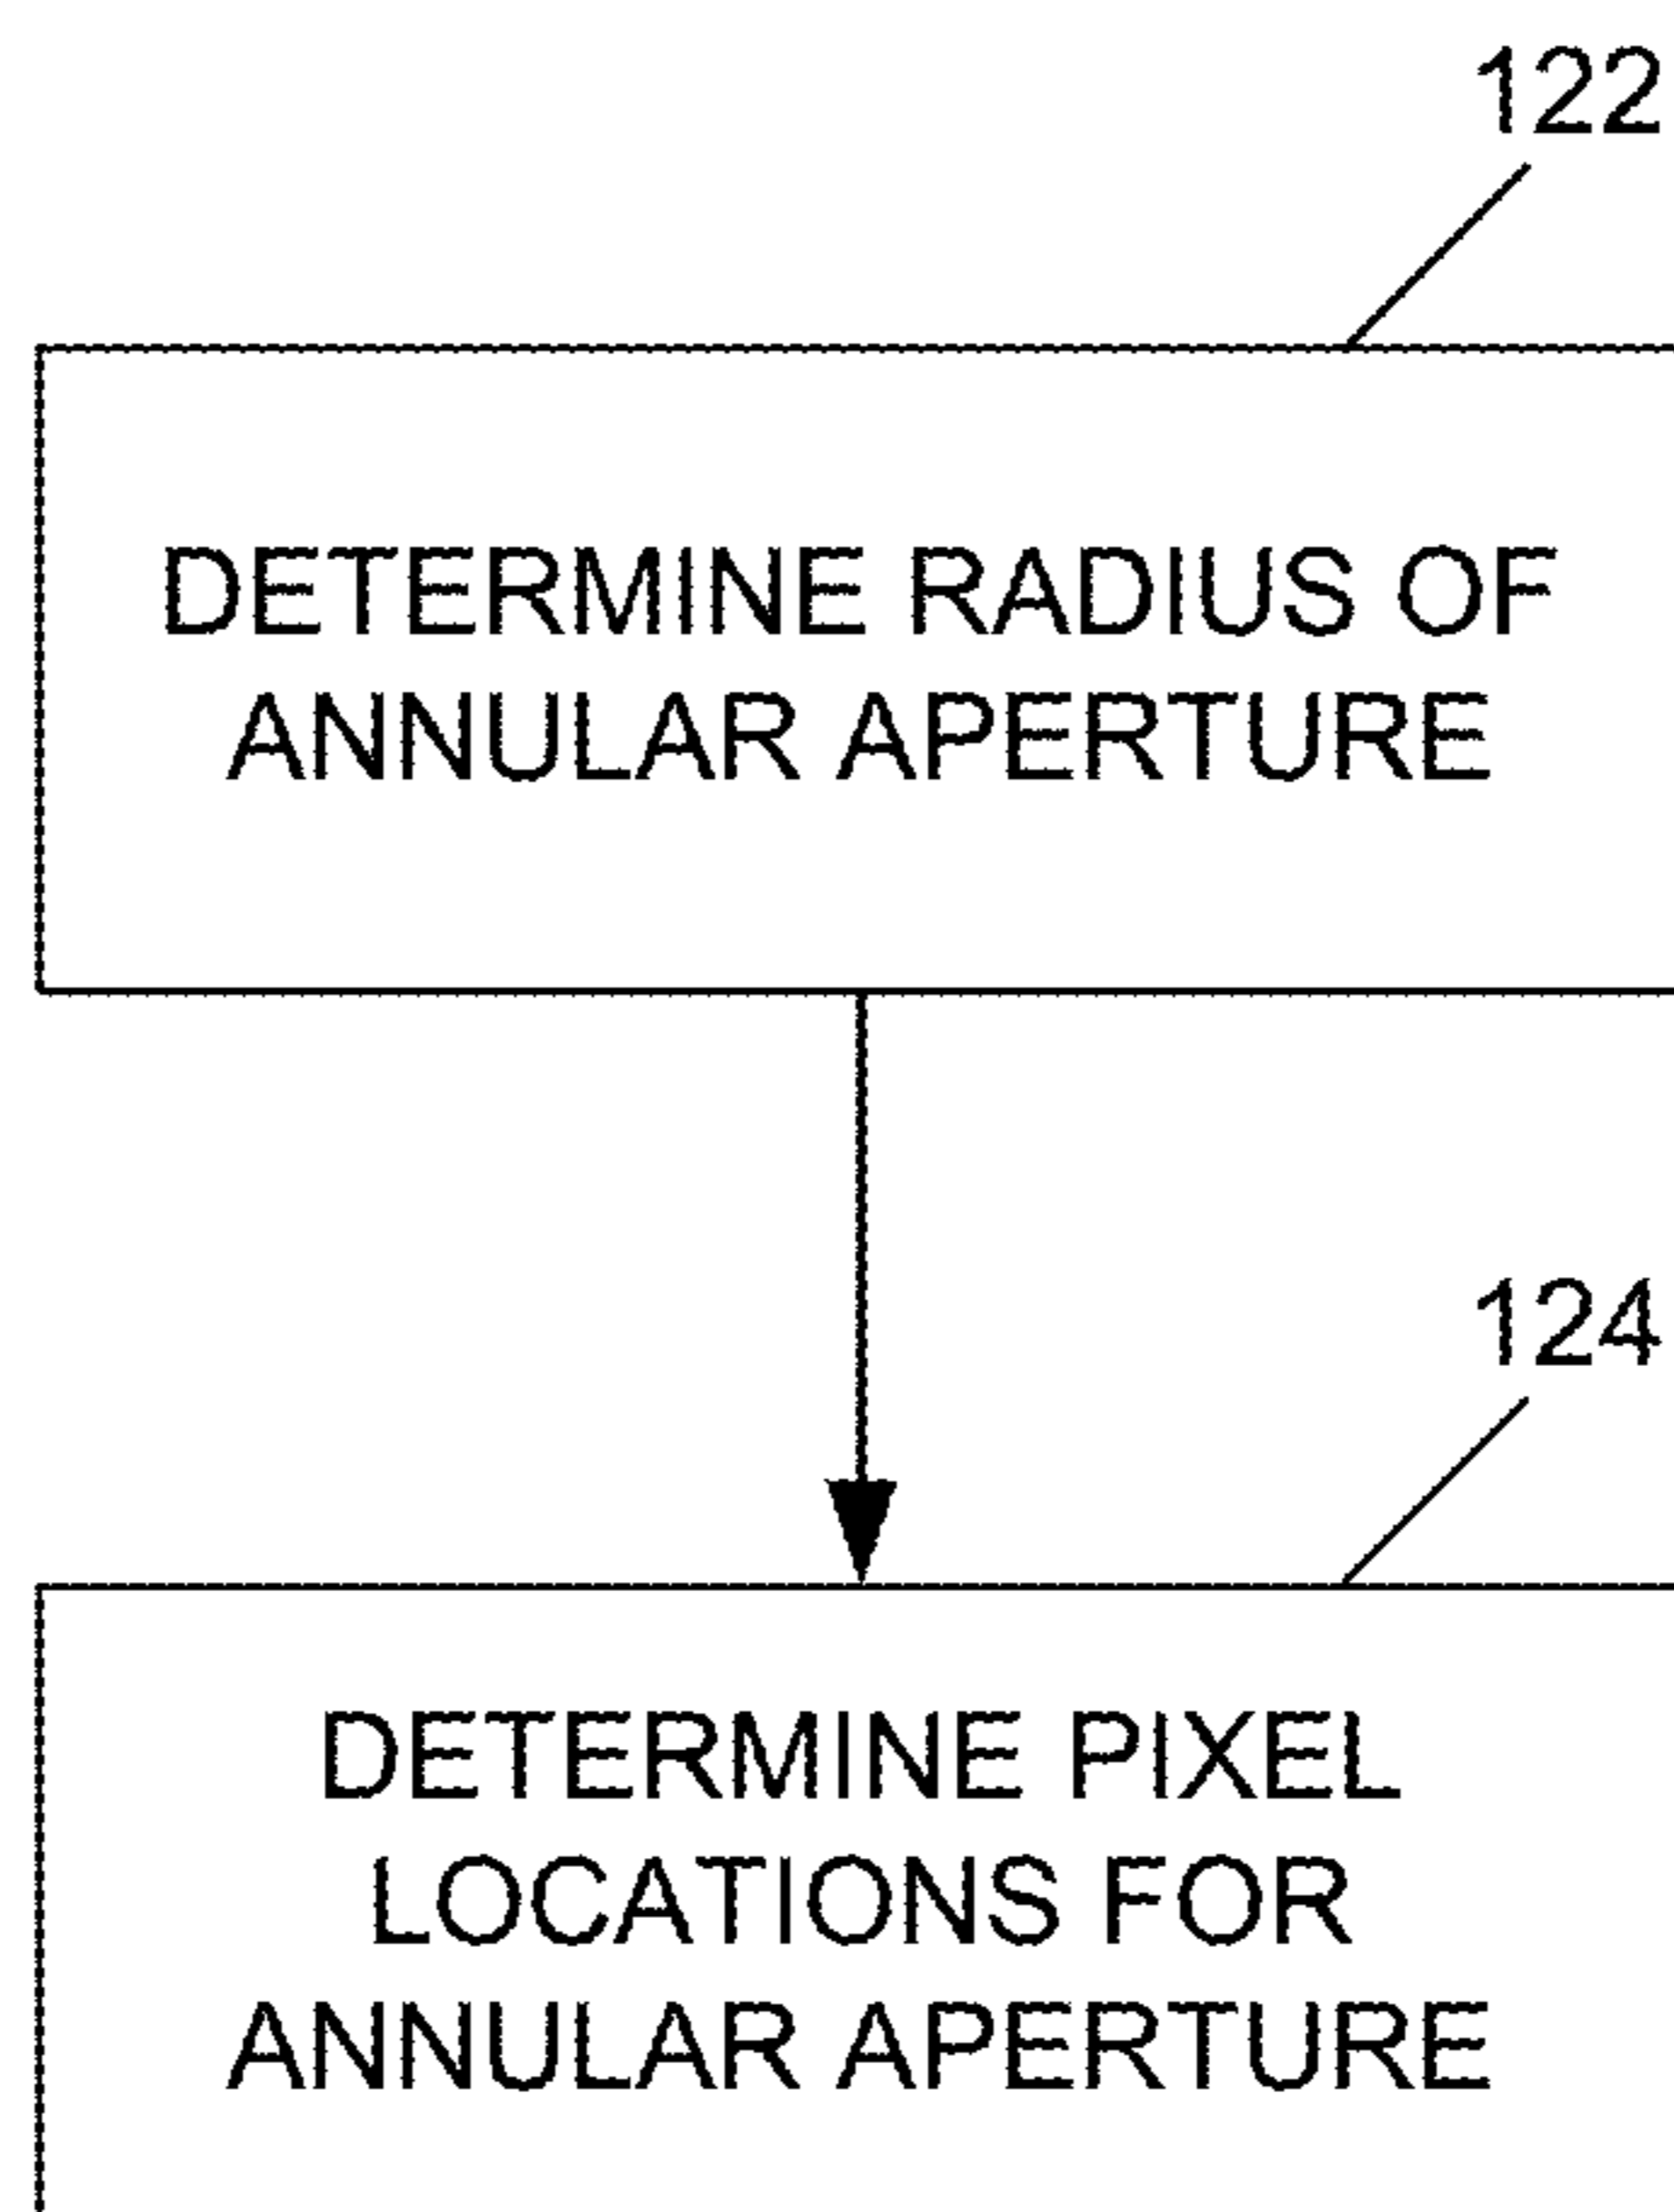 122
DETERMINE RADIUS OF
ANNULAR APERTURE
124
DETERMINE PIXEL
LOCATIONS FOR
ANNULAR APERTURE